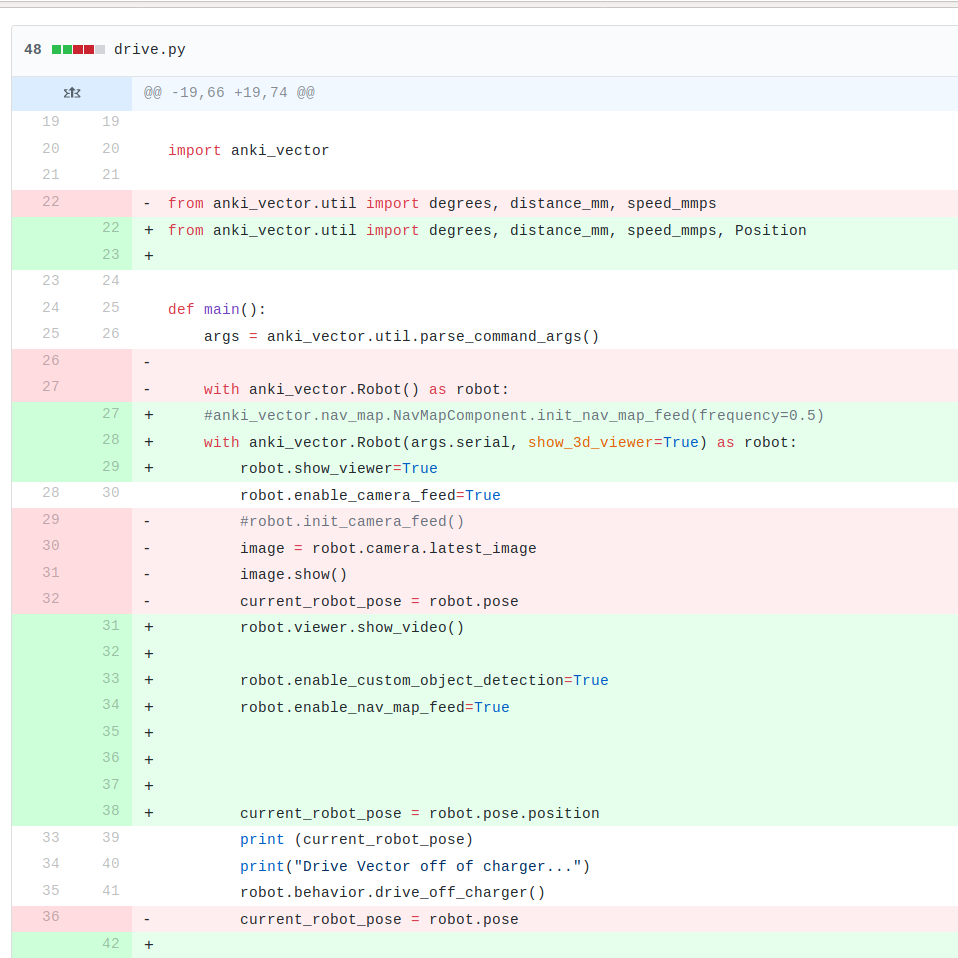 48 drive.py
@@ -19,66 +19,74 @@
19 19
20 20 import anki_vector
21 21
22 - from anki_vector.util import degrees, distance_mm, speed_mmps
22 + from anki_vector.util import degrees, distance_mm, speed_mmps, Position
23 +
23 24
24 25 def main():
25 26     args = anki_vector.util.parse_command_args()
26 -
27 -     with anki_vector.Robot() as robot:
27 +     #anki_vector.nav_map.NavMapComponent.init_nav_map_feed(frequency=0.5)
28 +     with anki_vector.Robot(args.serial, show_3d_viewer=True) as robot:
29 +         robot.show_viewer=True
28 30         robot.enable_camera_feed=True
29 -         #robot.init_camera_feed()
30 -         image = robot.camera.latest_image
31 -         image.show()
32 -         current_robot_pose = robot.pose
31 +         robot.viewer.show_video()
32 +
33 +         robot.enable_custom_object_detection=True
34 +         robot.enable_nav_map_feed=True
35 +
36 +
37 +
38 +         current_robot_pose = robot.pose.position
33 39         print (current_robot_pose)
34 40         print("Drive Vector off of charger...")
35 41         robot.behavior.drive_off_charger()
36 -         current_robot_pose = robot.pose
42 +